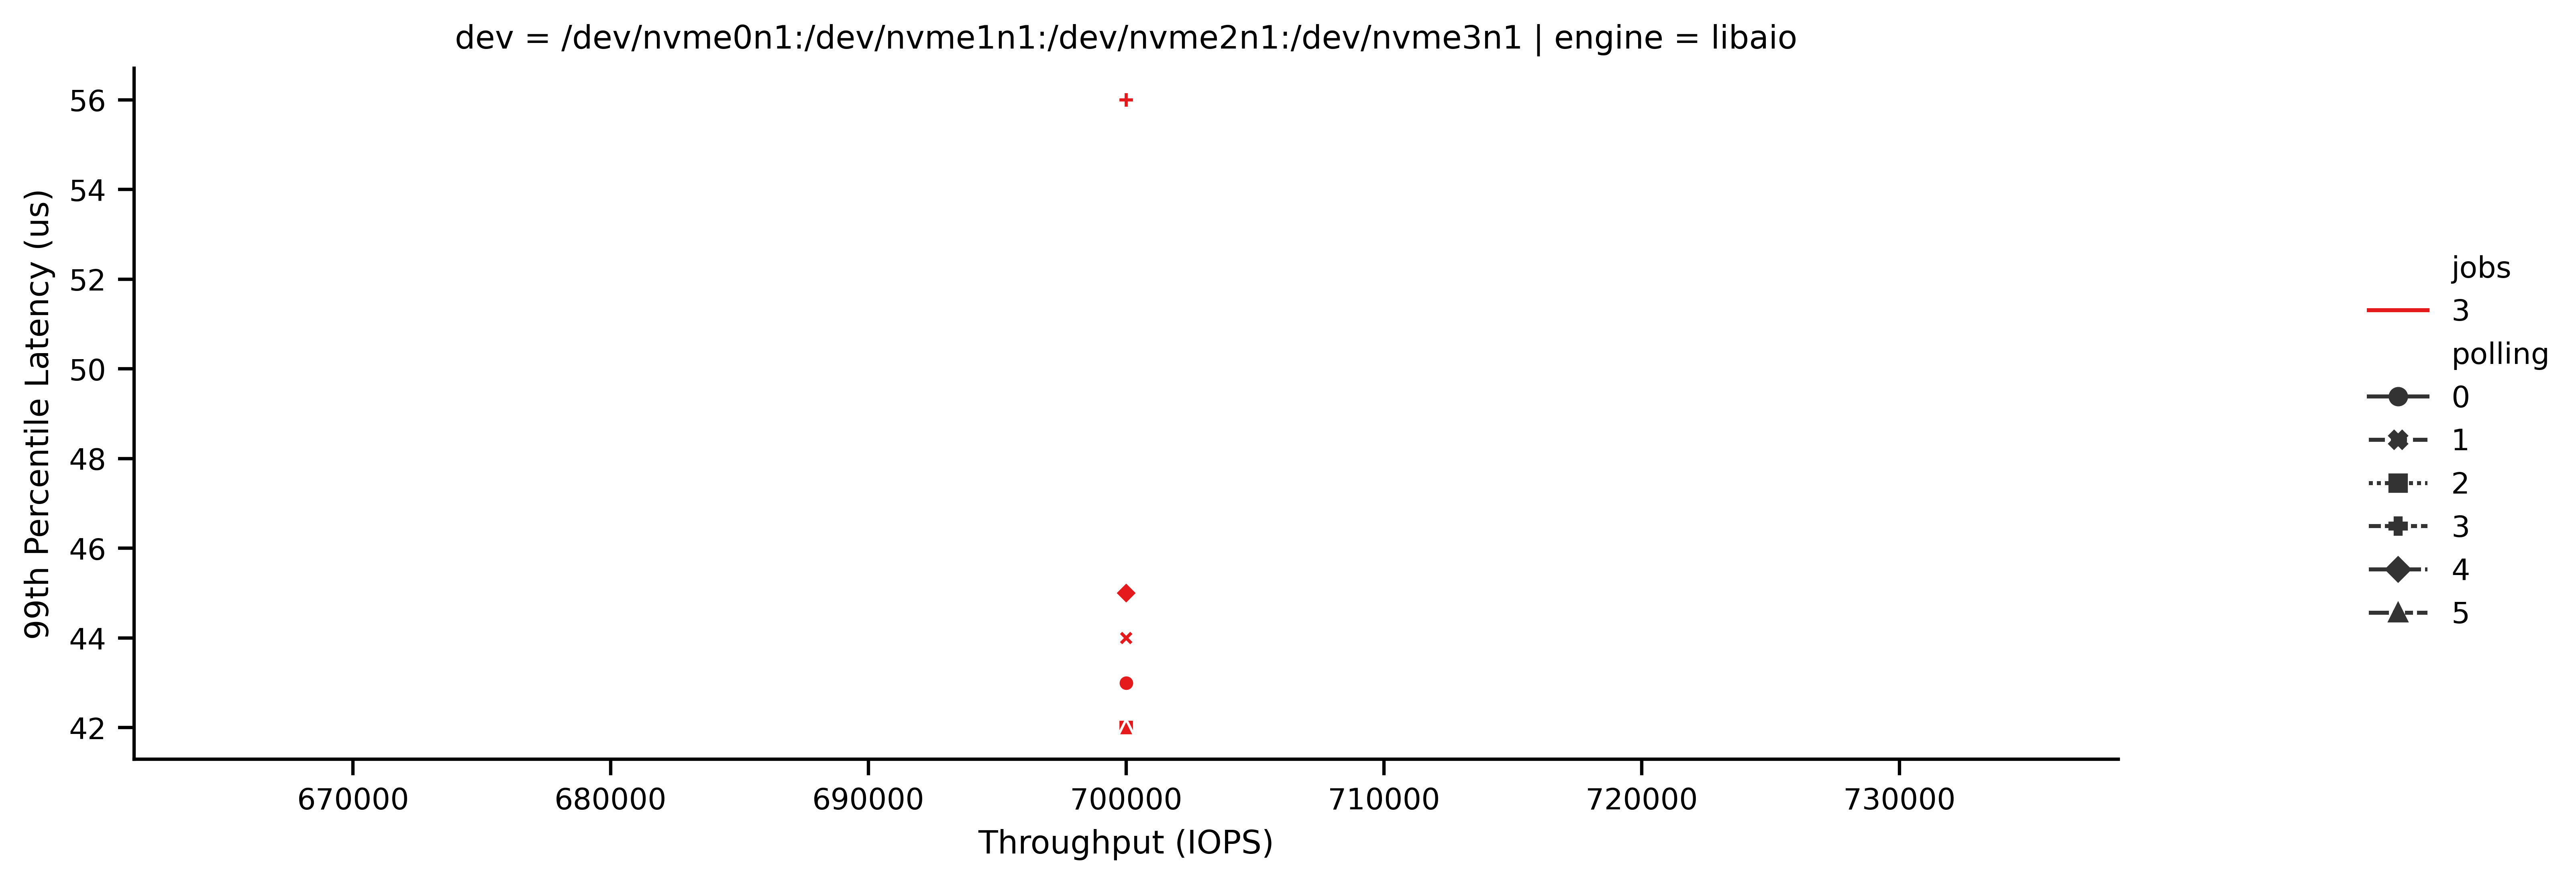 dev = /dev/nvme0n1:/dev/nvme1n1:/dev/nvme2n1:/dev/nvme3n1 | engine = libaio
99th Percentile Latency (us)
56
54
52
50
48
46
44
42
670000 680000 690000 700000 710000 720000 730000
Throughput (IOPS)
jobs
3
polling
0
1
2
3
4
5